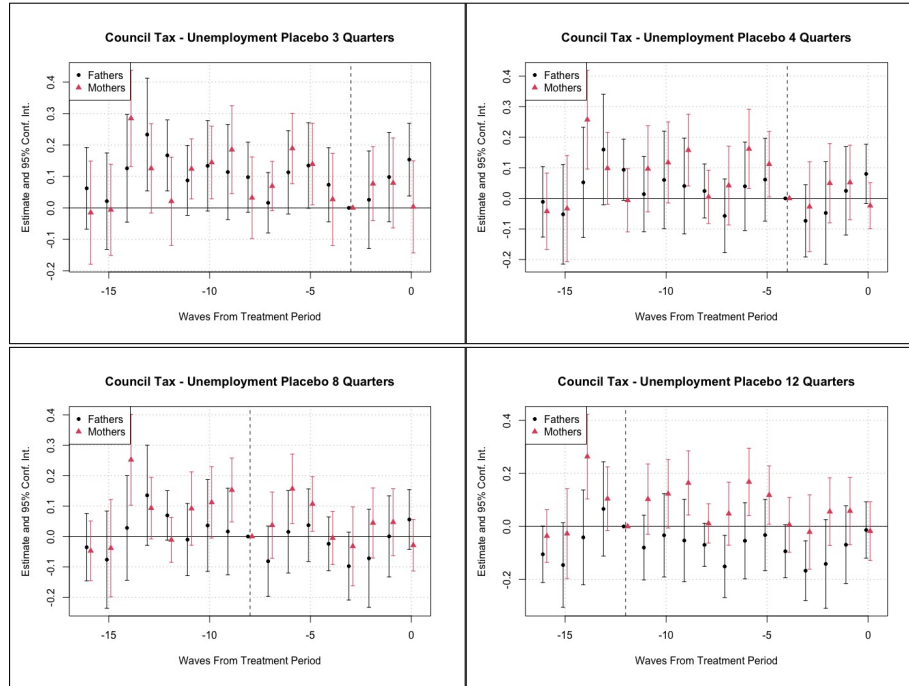 Council Tax - Unemployment Placebo 3 Quarters
Fathers
Mothers
Estimate and 95% Conf. Int.
0.4
0.3
0.2
0.1
0.0
-0.1
-0.2
-15
-10
-5
0
Waves From Treatment Period
Council Tax - Unemployment Placebo 4 Quarters
Fathers
Mothers
Estimate and 95% Conf. Int.
0.4
0.3
0.2
0.1
0.0
-0.1
-0.2
-15
-10
-5
0
Waves From Treatment Period
Council Tax - Unemployment Placebo 8 Quarters
Fathers
Mothers
Estimate and 95% Conf. Int.
0.4
0.3
0.2
0.1
0.0
-0.1
-0.2
-15
-10
-5
0
Waves From Treatment Period
Council Tax - Unemployment Placebo 12 Quarters
Fathers
Mothers
Estimate and 95% Conf. Int.
0.4
0.2
0.0
-0.2
-15
-10
-5
0
Waves From Treatment Period